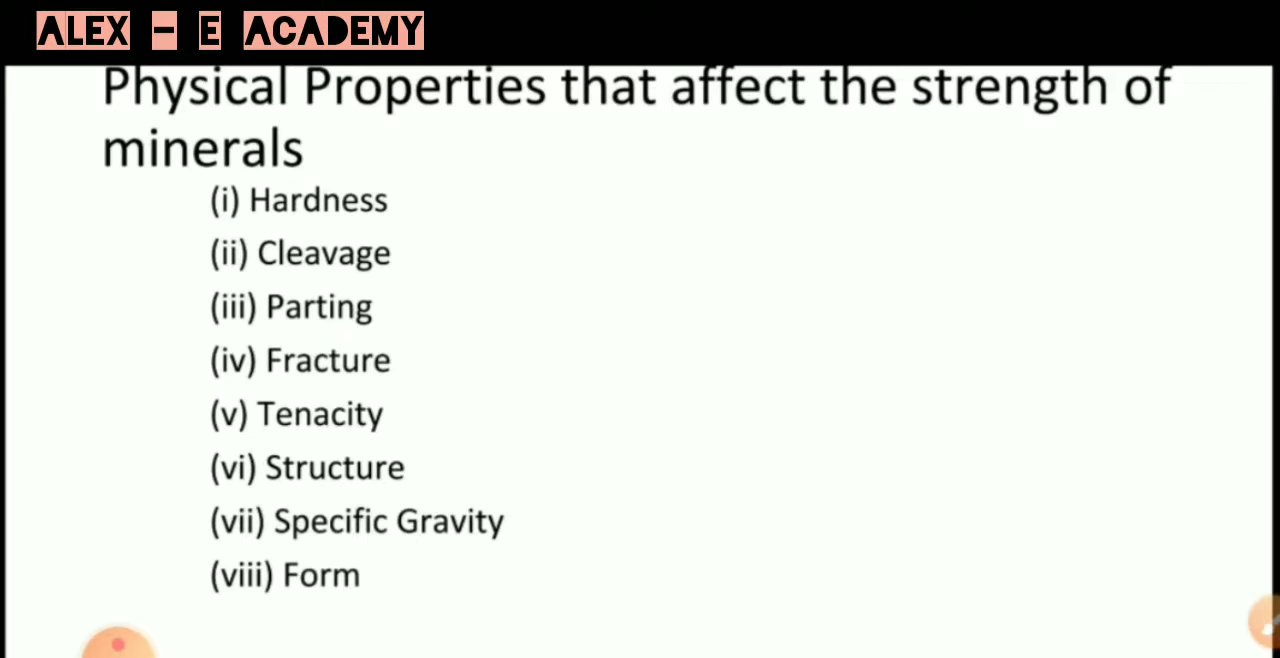 ALEX - E ACADEMY
Physical Properties that affect the strength of
minerals
(i) Hardness
(ii) Cleavage
(iii) Parting
(iv) Fracture
(v) Tenacity
(vi) Structure
(vii) Specific Gravity
(viii) Form